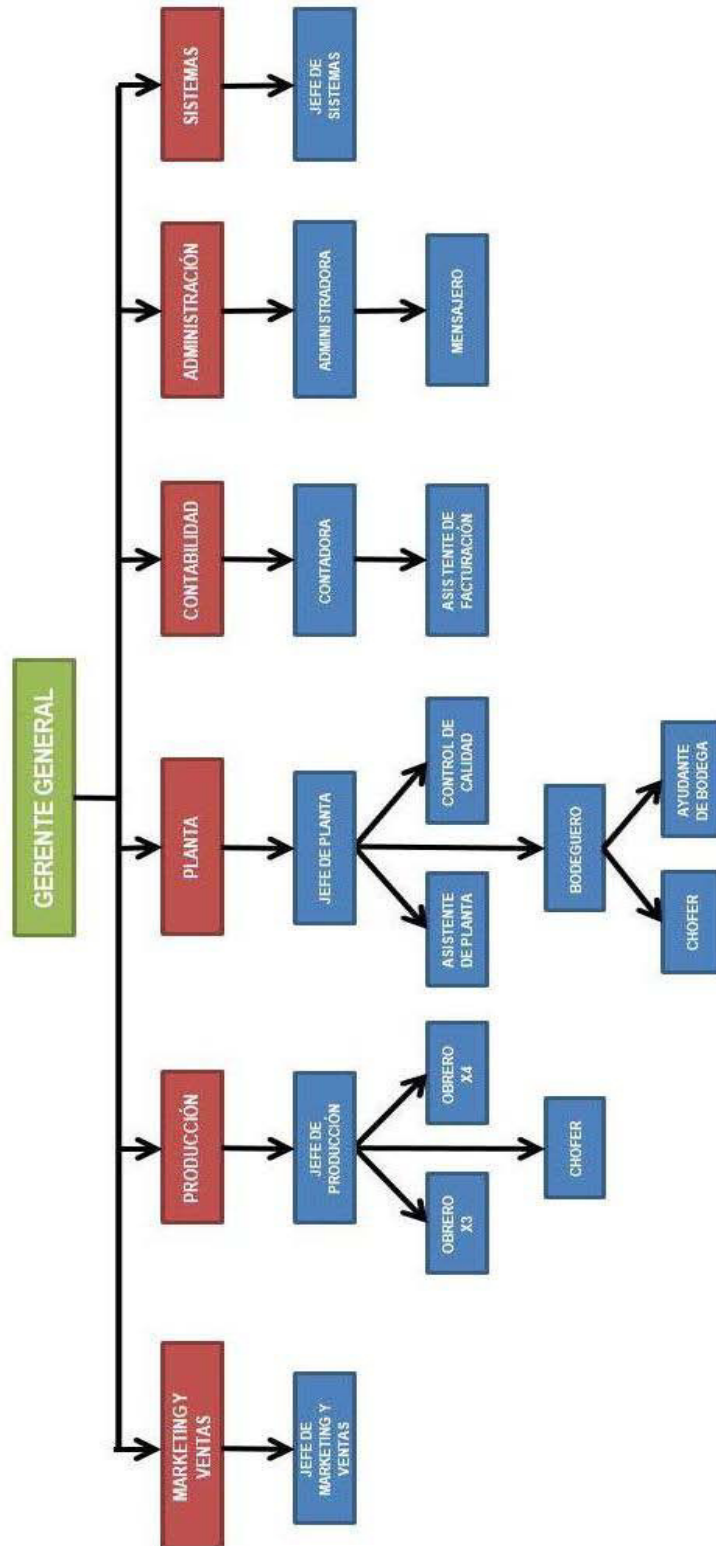 GERENTE GENERAL
MARKETING Y
VENTAS
PRODUCCIÓN
PLANTA
CONTABILIDAD
ADMINISTRACIÓN
SISTEMAS
JEFE DE
MARKETING Y
VENTAS
JEFE DE
PRODUCCIÓN
JEFE DE PLANTA
CONTADORA
ADMINISTRADORA
JEFE DE
SISTEMAS
OBRERO
X3
OBRERO
X4
ASISTENTE
DE PLANTA
CONTROL DE
CALIDAD
ASISTENTE DE
FACTURACIÓN
MENSAJERO
CHOFER
BODEGUERO
CHOFER
AYUDANTE
DE BODEGA